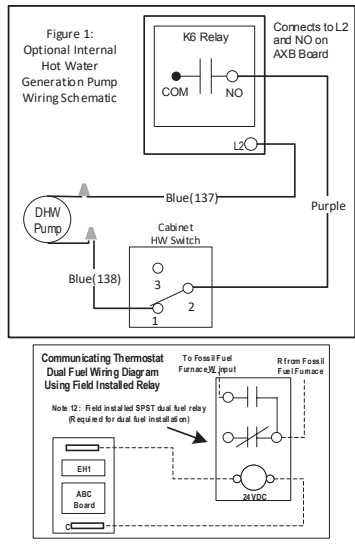 Figure 1:
Optional Internal
Hot Water
Generation Pump
Wiring Schematic
K6 Relay
COM
NO
Connects to L2
and NO on
AXB Board
L2
Blue(137)
Purple
DHW
Pump
Cabinet
HW Switch
Blue(138)
3
2
1
Communicating Thermostat
Dual Fuel Wiring Diagram
Using Field Installed Relay
Note 12: Field installed SPST dual fuel relay
(Required for dual fuel installation)
To Fossil Fuel
Furnace W input
R from Fossil
Fuel Furnace
EH1
ABC
Board
C
24VDC